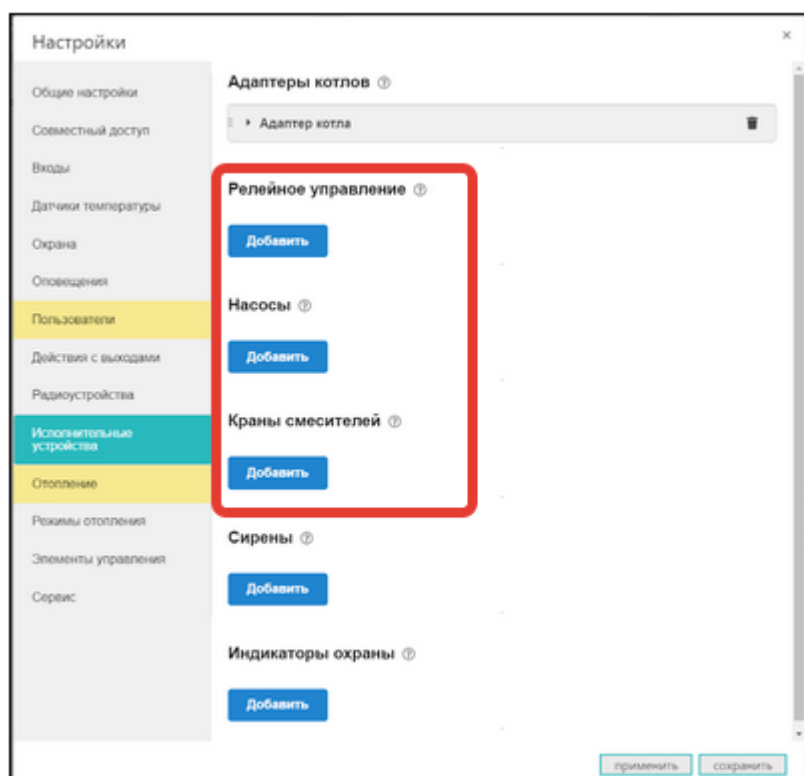 Настройки
Общие настройки
Совместный доступ
Входы
Датчики температуры
Охрана
Оповещения
Пользователи
Действия с выходами
Радиоустройства
Исполнительные
устройства
Отопление
Режимы отопления
Элементы управления
Сервис
Адаптеры котлов ?
Адаптер котла
Релейное управление ?
Добавить
Насосы ?
Добавить
Краны смесителей ?
Добавить
Сирены ?
Добавить
Индикаторы охраны ?
Добавить
применить сохранить